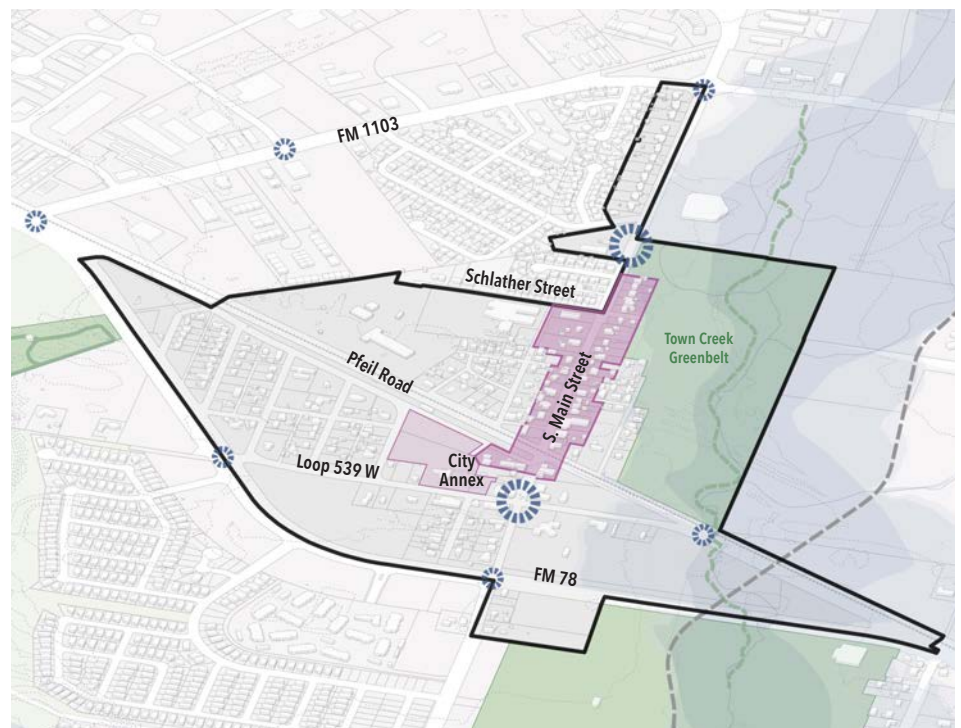 FM 1103
Schlather Street
Town Creek
Greenbelt
Pfeil Road
S. Main Street
Loop 539 W
City
Annex
FM 78